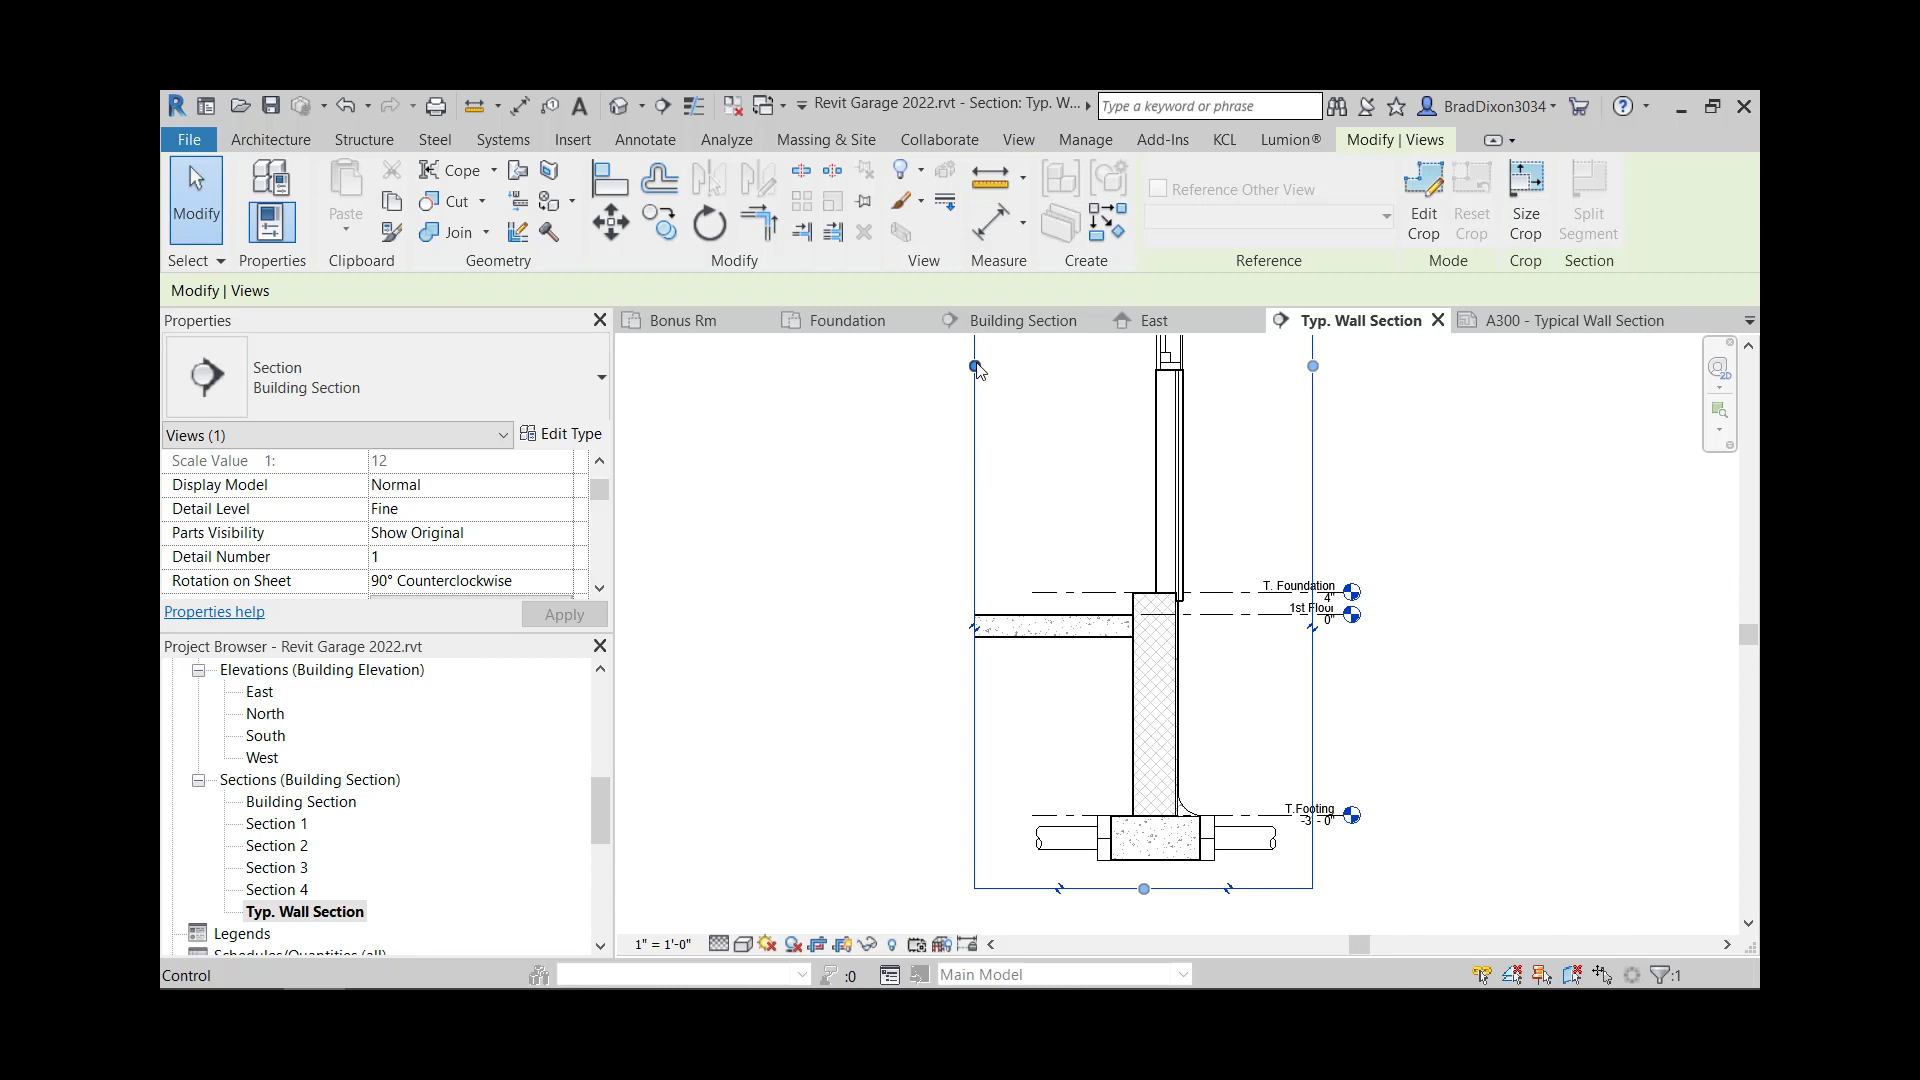 Revit Garage 2022.rvt - Section: Typ. W...
Type a keyword or phrase
BradDixon3034
File Architecture Structure Steel Systems Insert Annotate Analyze Massing & Site Collaborate View Manage Add-Ins KCL Lumion® Modify | Views
Modify
Paste
Cope
Cut
Join
Reference Other View
Edit Crop
Reset Crop
Size Crop
Split Segment
Select Properties Clipboard Geometry Modify View Measure Create Reference Mode Crop Section
Modify | Views
Properties
Bonus Rm Foundation Building Section East Typ. Wall Section A300 - Typical Wall Section
Section
Building Section
Views (1) Edit Type
Scale Value 1: 12
Display Model Normal
Detail Level Fine
Parts Visibility Show Original
Detail Number 1
Rotation on Sheet 90° Counterclockwise
Properties help Apply
Project Browser - Revit Garage 2022.rvt
Elevations (Building Elevation)
East
North
South
West
Sections (Building Section)
Building Section
Section 1
Section 2
Section 3
Section 4
Typ. Wall Section
Legends
Schedules/Quantities (all)
2D
T. Foundation
4"
1st Floor
0"
T.Footing
-3' - 0"
1" = 1'-0"
Control
:0
Main Model
:1